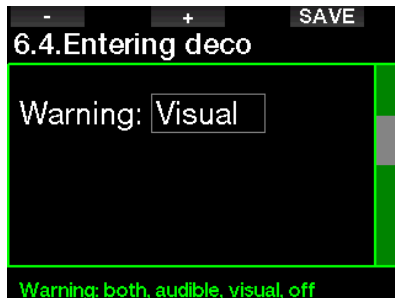 - + SAVE
6.4.Entering deco
Warning: Visual
Warning: both, audible, visual, off